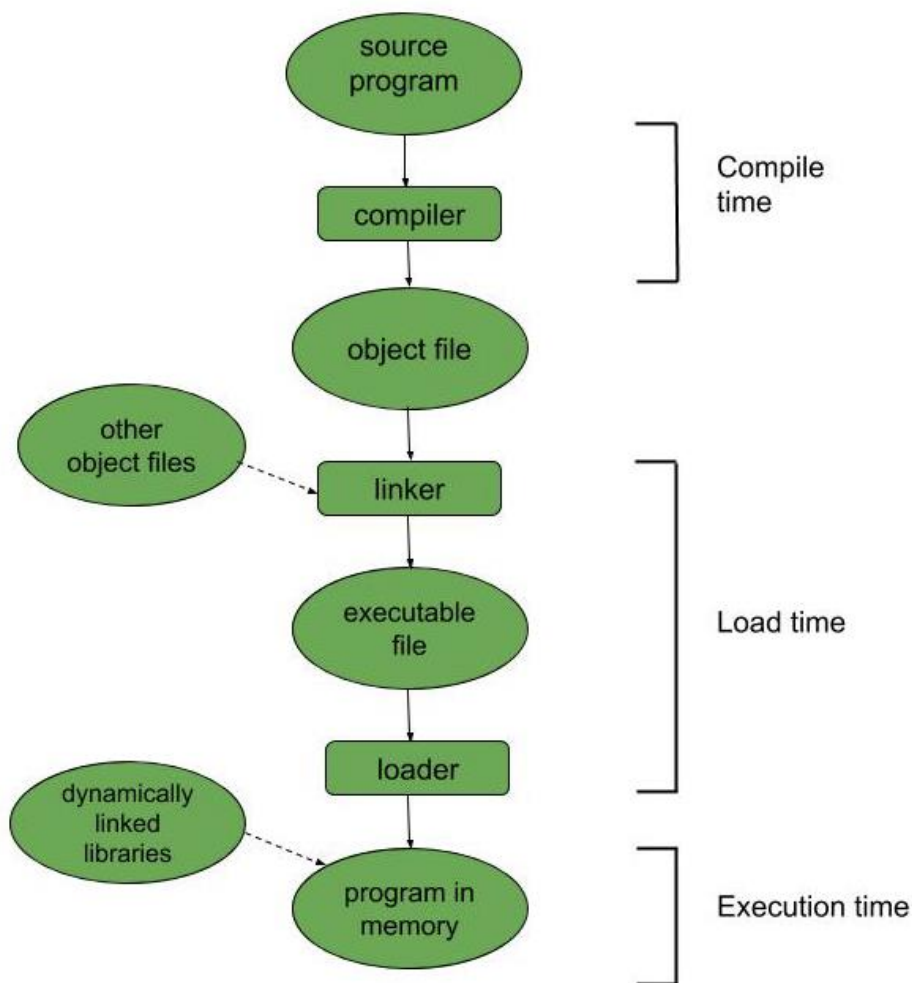 source
program
Compile
time
compiler
object file
other
object files
linker
executable
file
Load time
loader
dynamically
linked
libraries
program in
memory
Execution time